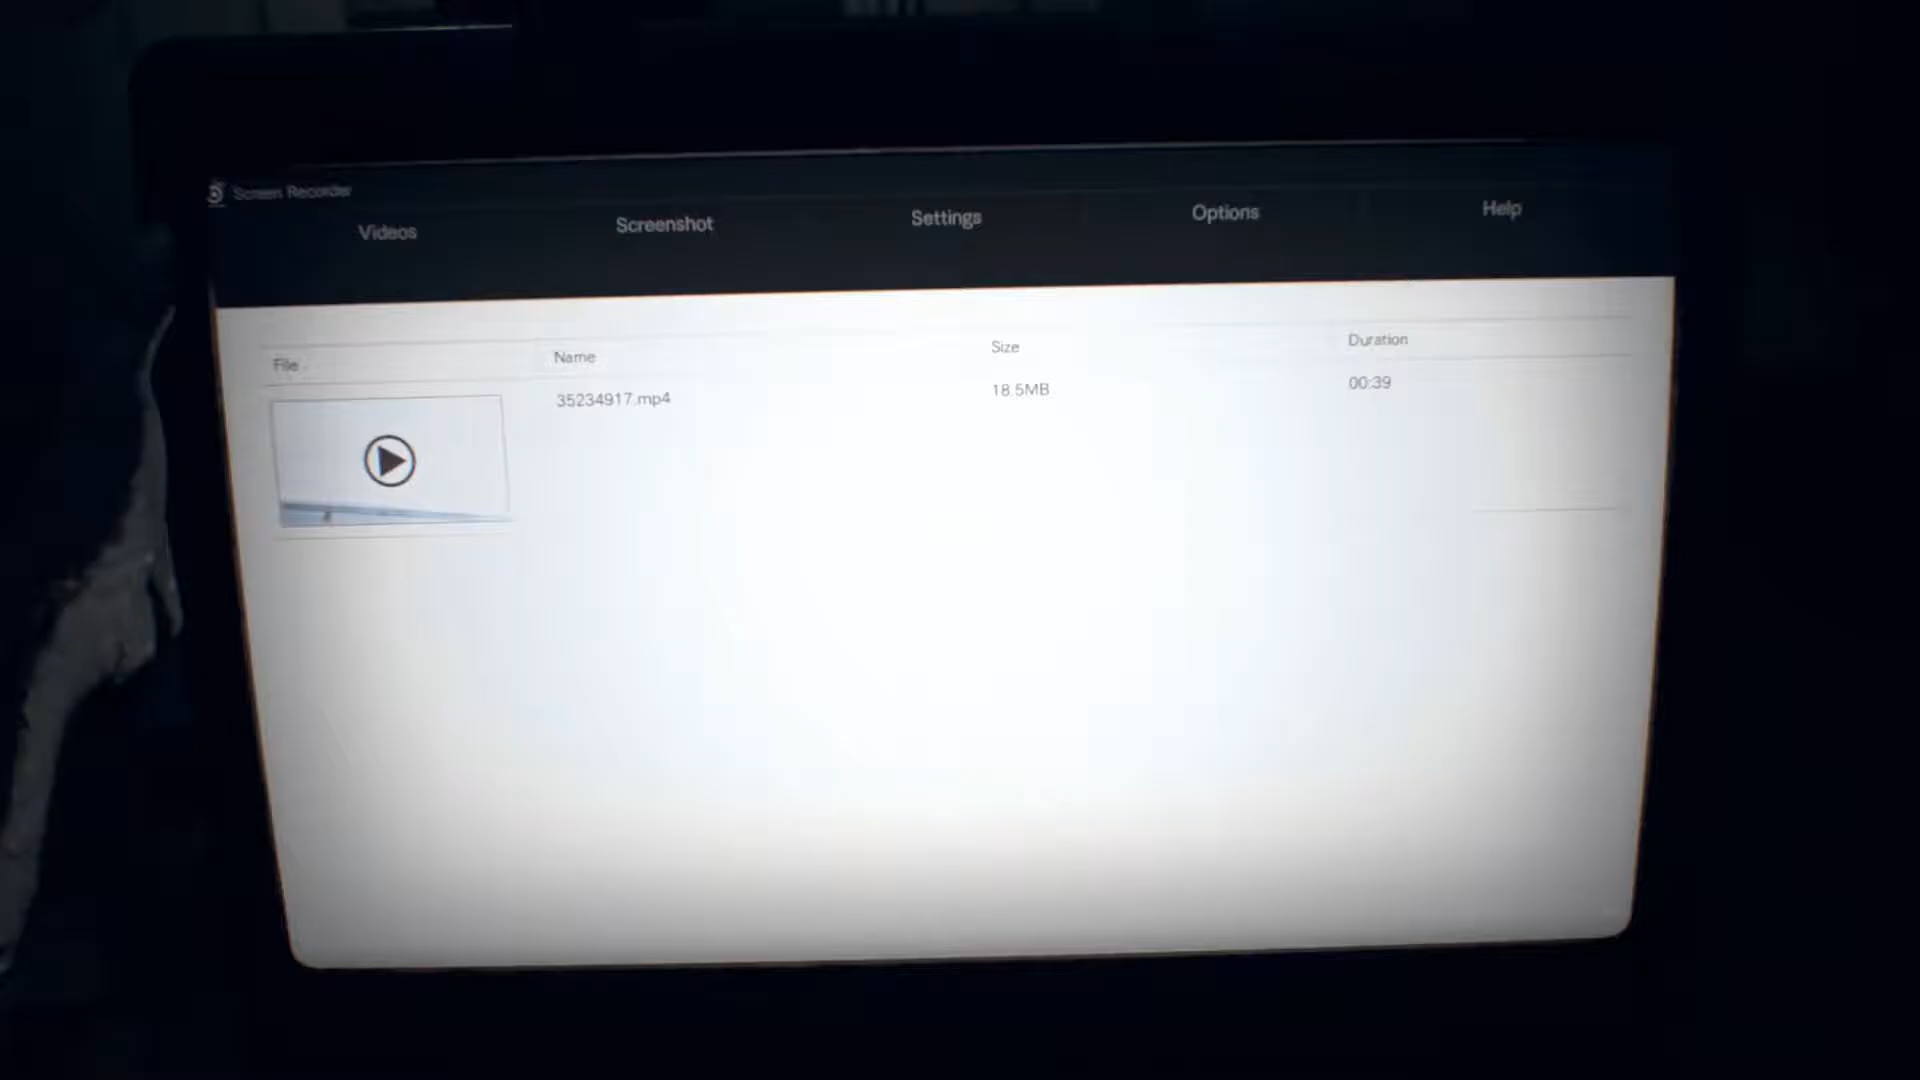 Screen Recorder
Videos Screenshot Settings Options Help
File Name Size Duration
35234917.mp4 18.5MB 00:39